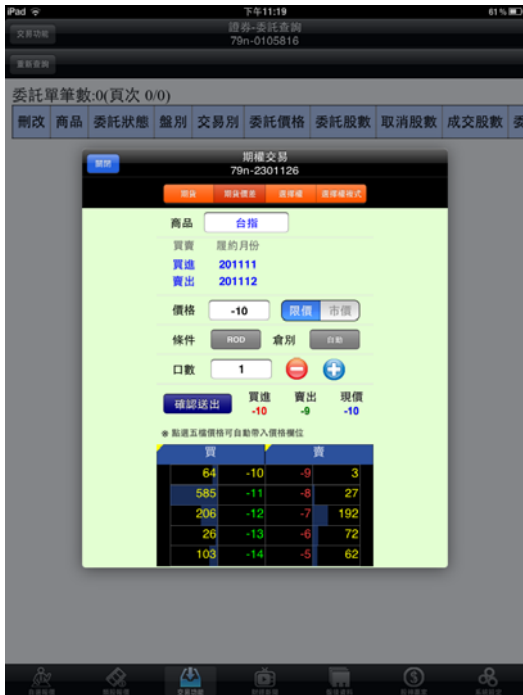 iPad 下午11:19 61%
交易功能
證券-委託查詢
79n-0105816
重新查詢
委託單筆數:0(頁次 0/0)
刪改 商品 委託狀態 盤別 交易別 委託價格 委託股數 取消股數 成交股數 委
關閉
期權交易
79n-2301126
期貨 期貨價差 選擇權 選擇權複式
商品 台指
買賣 履約月份
買進 201111
賣出 201112
價格 -10 限價 市價
條件 ROD 倉別 自動
口數 1
確認送出 買進 賣出 現價
-10 -9 -10
※ 點選五檔價格可自動帶入價格欄位
買 賣
64 -10 -9 3
585 -11 -8 27
206 -12 -7 192
26 -13 -6 72
103 -14 -5 62
交易功能